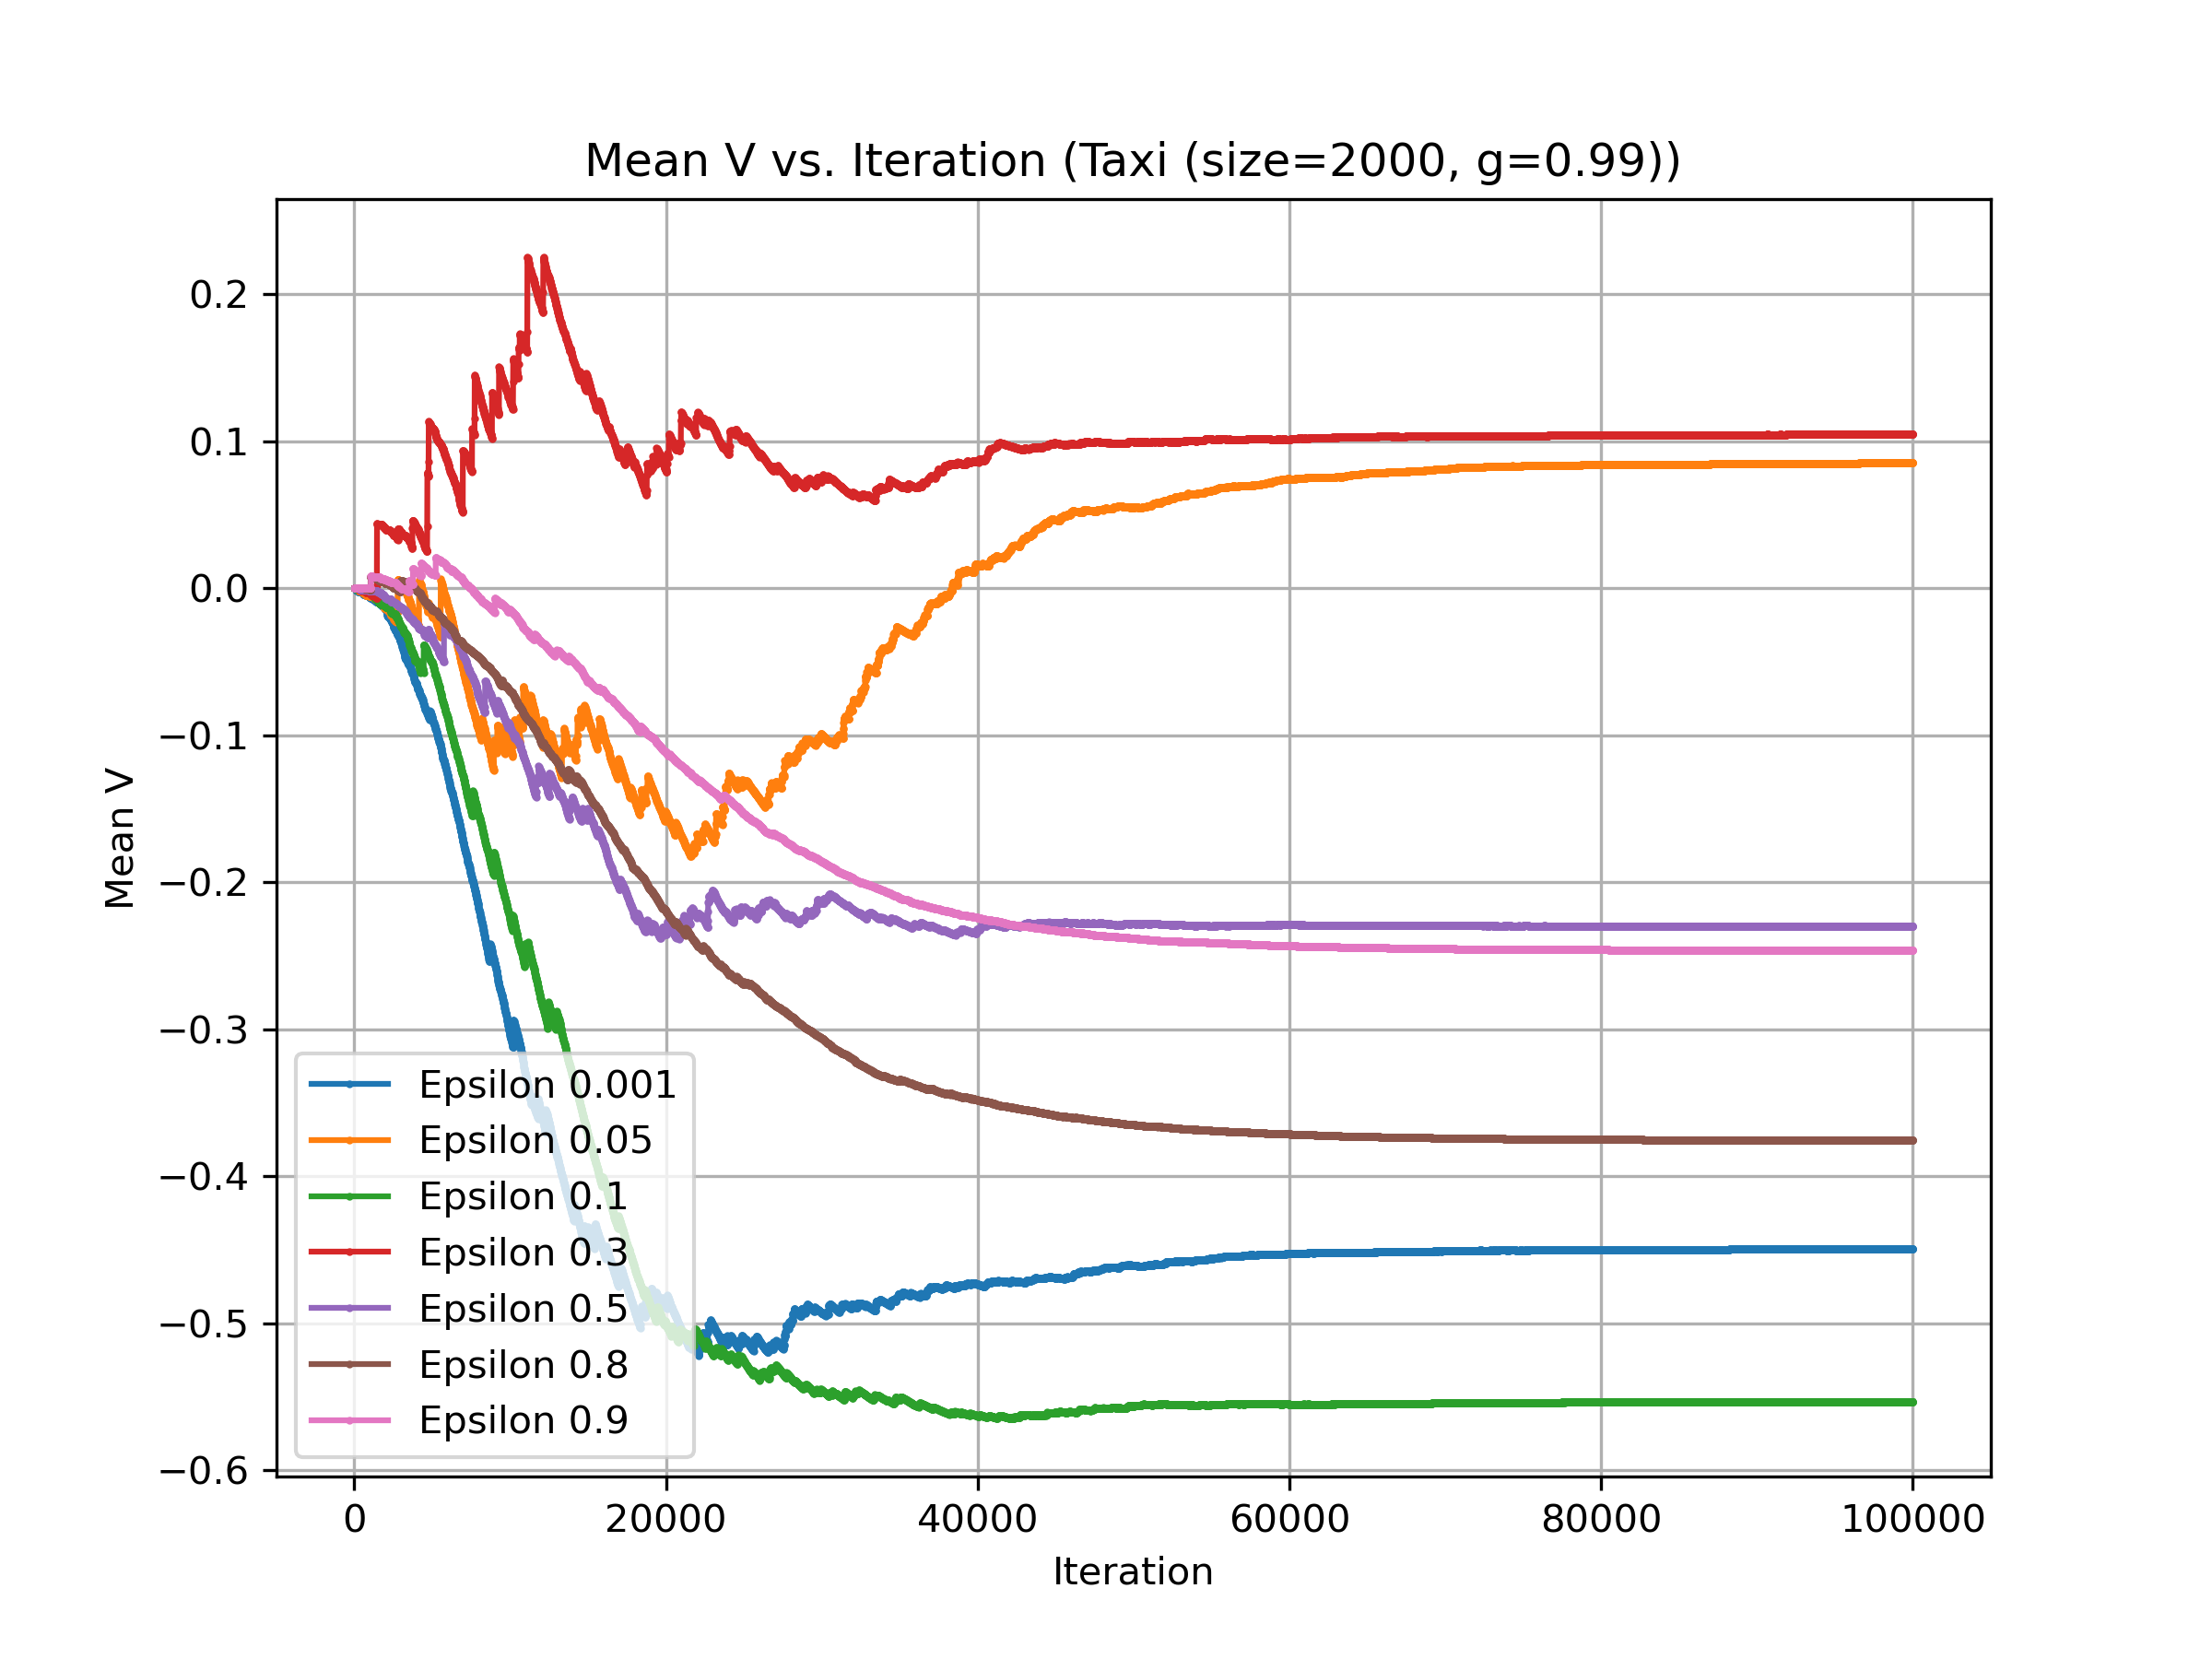 Mean V vs. Iteration (Taxi (size=2000, g=0.99))
Mean V
0.2
0.1
0.0
−0.1
−0.2
−0.3
−0.4
−0.5
−0.6
Epsilon 0.001
Epsilon 0.05
Epsilon 0.1
Epsilon 0.3
Epsilon 0.5
Epsilon 0.8
Epsilon 0.9
0 20000 40000 60000 80000 100000
Iteration